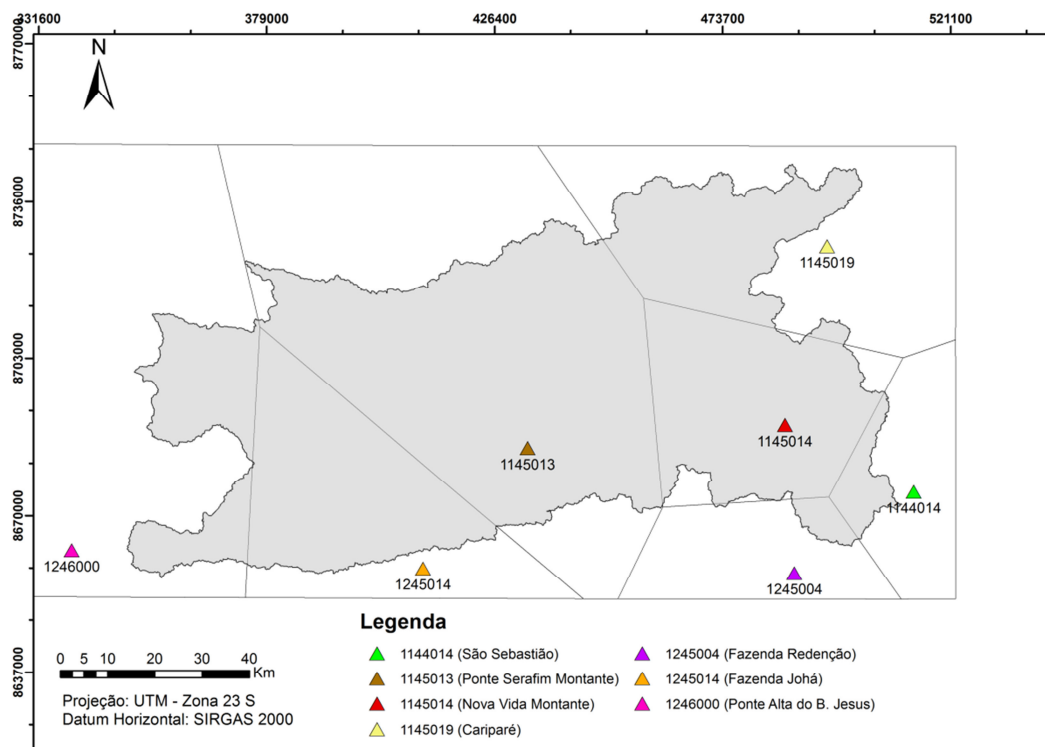 331600 379000 426400 473700 521100
8770000
N
8736000
1145019
8703000
1145014
1145013
8670000
1144014
1246000
1245014
1245004
Legenda
1144014 (São Sebastião)
1245004 (Fazenda Redenção)
8637000
0 5 10 20 30 40
Km
1145013 (Ponte Serafim Montante)
1245014 (Fazenda Johá)
Projeção: UTM - Zona 23 S
1145014 (Nova Vida Montante)
1246000 (Ponte Alta do B. Jesus)
Datum Horizontal: SIRGAS 2000
1145019 (Cariparé)